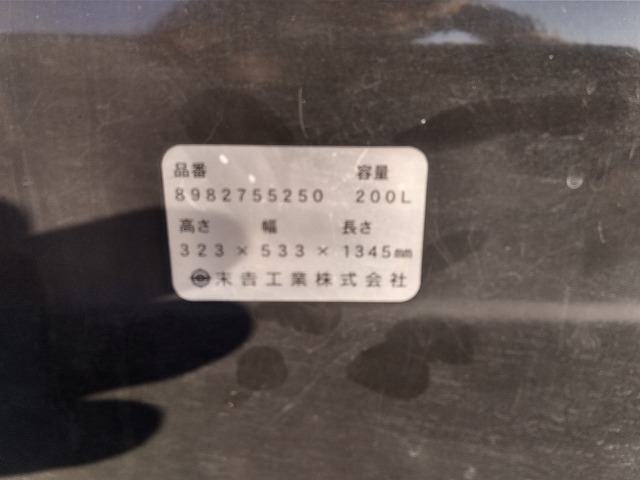 品番 容量
8982755250 200L
高さ 幅 長さ
323 × 533 × 1345mm
末吉工業株式会社